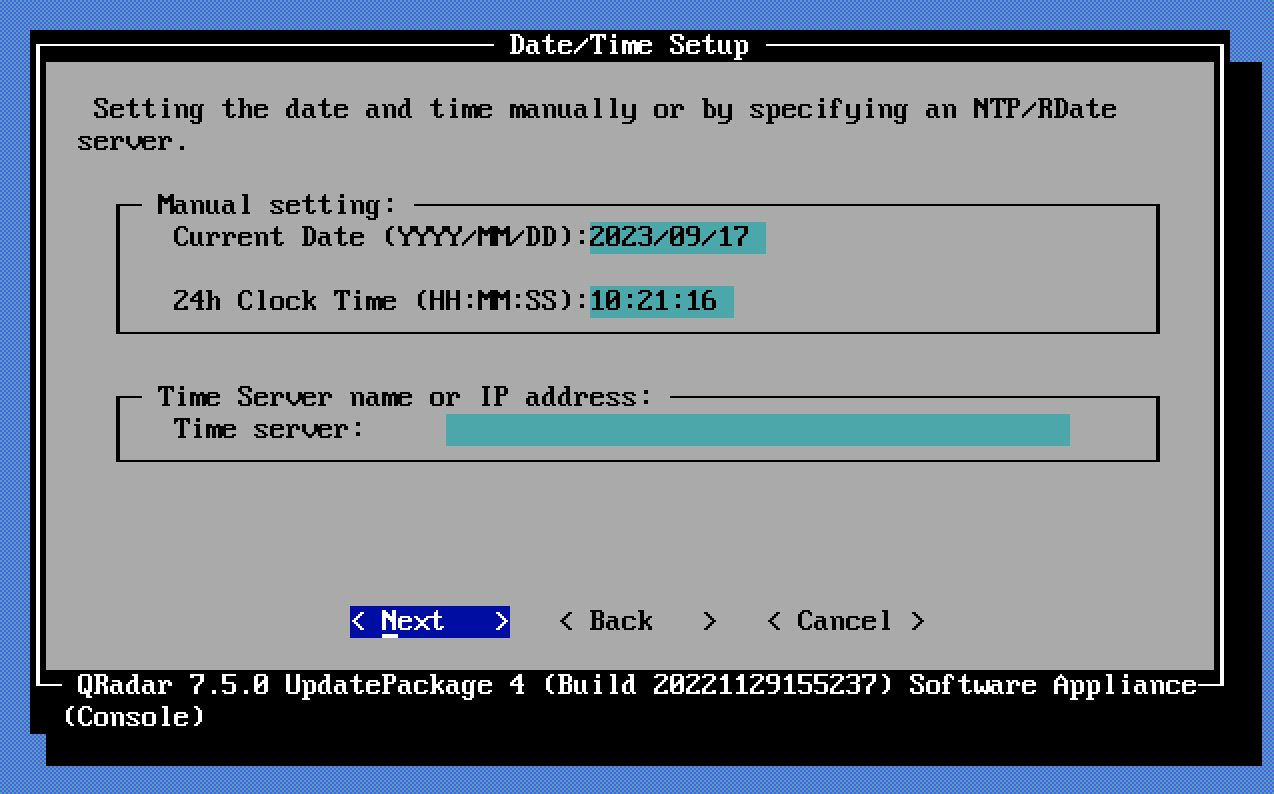 Date/Time Setup
Setting the date and time manually or by specifying an NTP/RDate
server.
Manual setting:
Current Date (YYYY/MM/DD):2023/09/17
24h Clock Time (HH:MM:SS):10:21:16
Time Server name or IP address:
Time server:
< Next > < Back > < Cancel >
QRadar 7.5.0 UpdatePackage 4 (Build 20221129155237) Software Appliance
(Console)